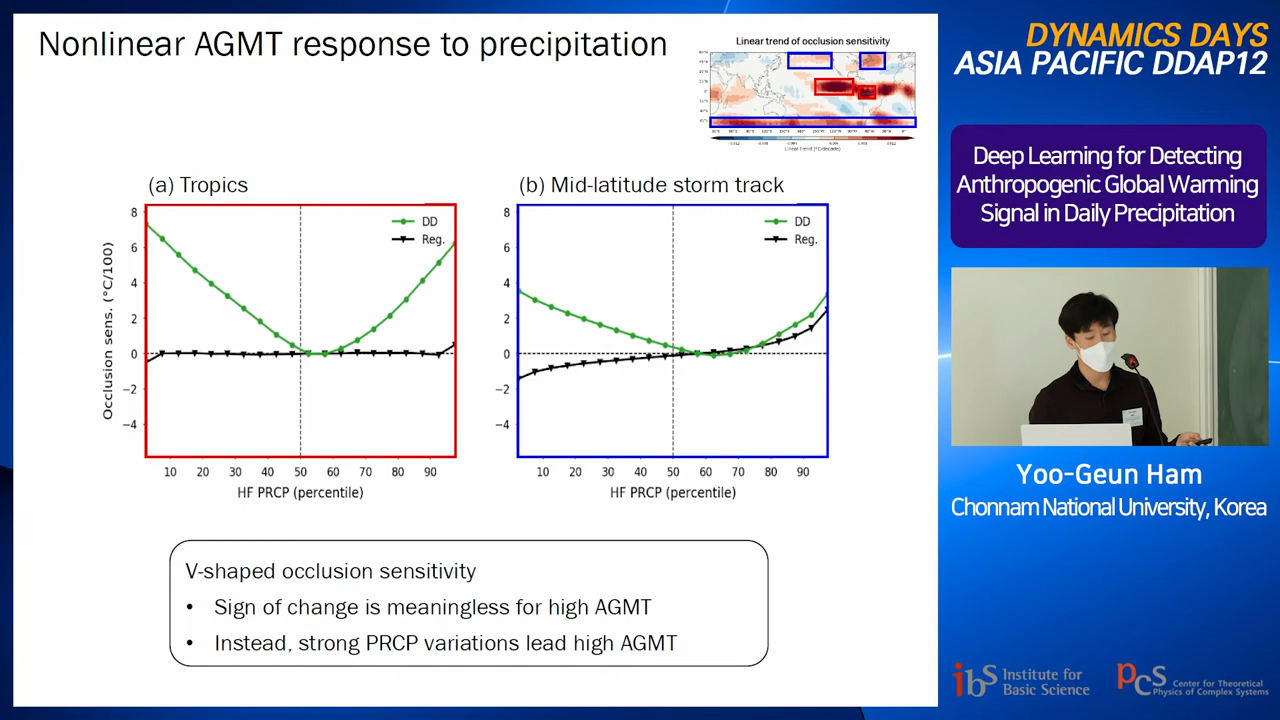 Nonlinear AGMT response to precipitation
Linear trend of occlusion sensitivity
Linear trend (°C/decade)
(a) Tropics
(b) Mid-latitude storm track
Occlusion sens. (°C/100)
8
6
4
2
0
−2
−4
DD
Reg.
10 20 30 40 50 60 70 80 90
HF PRCP (percentile)
8
6
4
2
0
−2
−4
DD
Reg.
10 20 30 40 50 60 70 80 90
HF PRCP (percentile)
V-shaped occlusion sensitivity
• Sign of change is meaningless for high AGMT
• Instead, strong PRCP variations lead high AGMT
DYNAMICS DAYS
ASIA PACIFIC DDAP12
Deep Learning for Detecting
Anthropogenic Global Warming
Signal in Daily Precipitation
Yoo-Geun Ham
Chonnam National University, Korea
ibS Institute for
Basic Science
PCS Center for Theoretical
Physics of Complex Systems